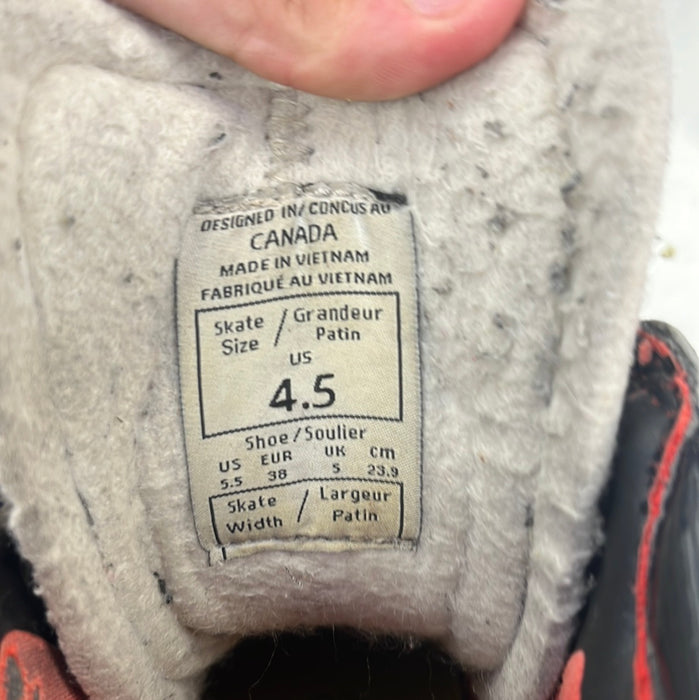 DESIGNED IN/CONCUS AU
CANADA
MADE IN VIETNAM
FABRIQUÉ AU VIETNAM
Skate Size / Grandeur Patin
US
4.5
Shoe/Soulier
US EUR UK cm
5.5 38 5 23.9
Skate Width / Largeur Patin